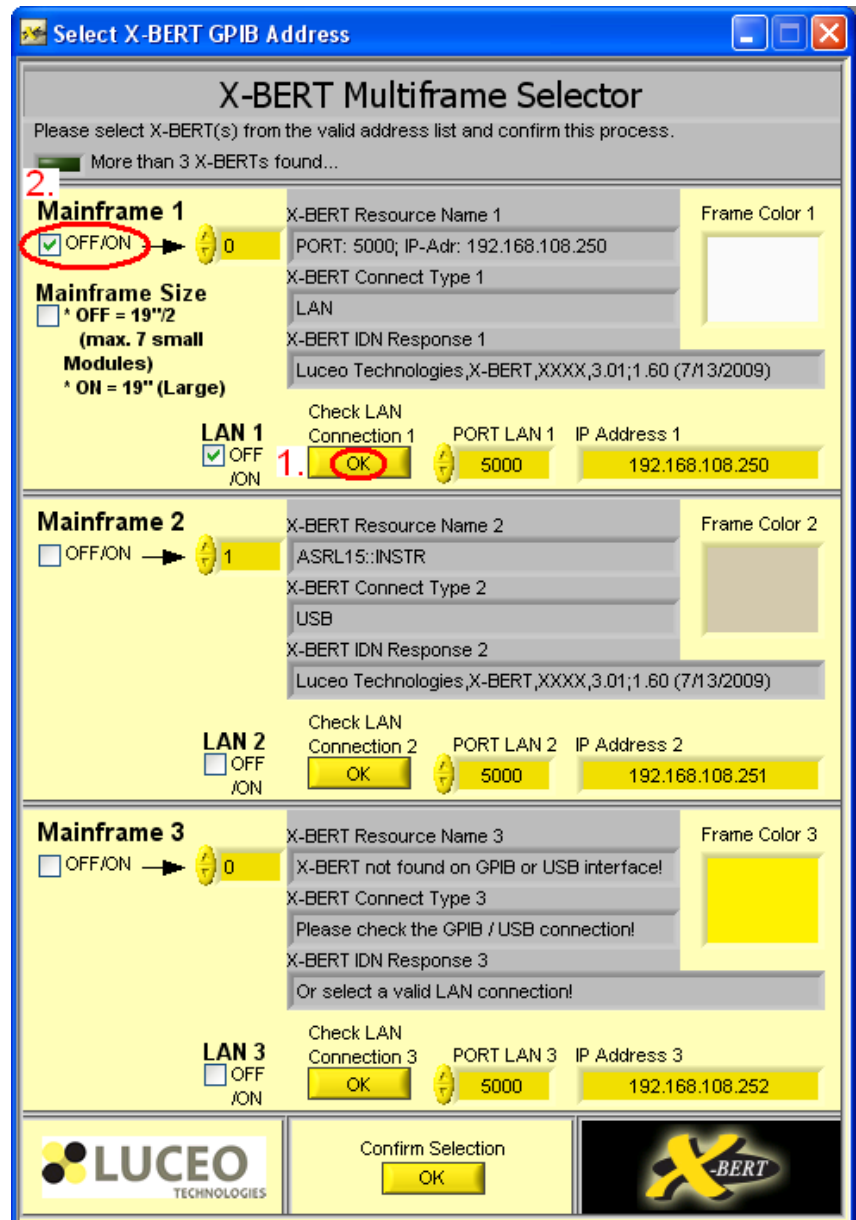 Select X-BERT GPIB Address
X-BERT Multiframe Selector
Please select X-BERT(s) from the valid address list and confirm this process.
More than 3 X-BERTs found...
2.
Mainframe 1
OFF/ON
0
X-BERT Resource Name 1
PORT: 5000; IP-Adr: 192.168.108.250
X-BERT Connect Type 1
LAN
X-BERT IDN Response 1
Luceo Technologies,X-BERT,XXXX,3.01;1.60 (7/13/2009)
Frame Color 1
Mainframe Size
* OFF = 19"/2
(max. 7 small
Modules)
* ON = 19" (Large)
LAN 1
OFF
/ON
1.
Check LAN
Connection 1
OK
PORT LAN 1
5000
IP Address 1
192.168.108.250
Mainframe 2
OFF/ON
1
X-BERT Resource Name 2
ASRL15::INSTR
X-BERT Connect Type 2
USB
X-BERT IDN Response 2
Luceo Technologies,X-BERT,XXXX,3.01;1.60 (7/13/2009)
Frame Color 2
LAN 2
OFF
/ON
Check LAN
Connection 2
OK
PORT LAN 2
5000
IP Address 2
192.168.108.251
Mainframe 3
OFF/ON
0
X-BERT Resource Name 3
X-BERT not found on GPIB or USB interface!
X-BERT Connect Type 3
Please check the GPIB / USB connection!
X-BERT IDN Response 3
Or select a valid LAN connection!
Frame Color 3
LAN 3
OFF
/ON
Check LAN
Connection 3
OK
PORT LAN 3
5000
IP Address 3
192.168.108.252
LUCEO
TECHNOLOGIES
Confirm Selection
OK
X-BERT